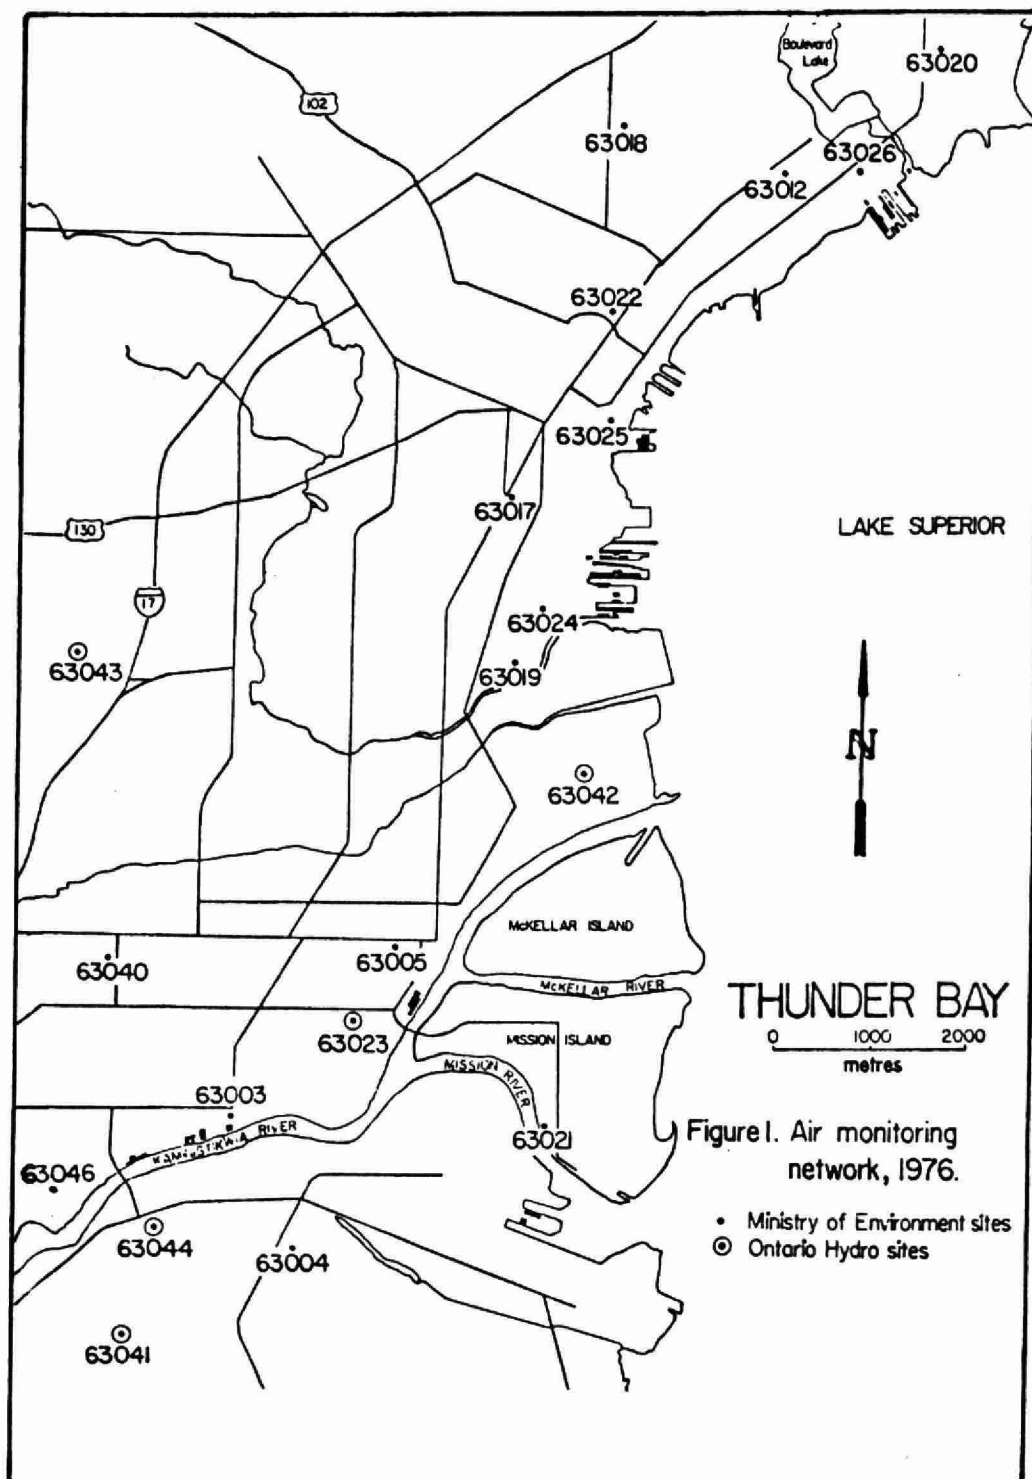 Boulevard
Lake
63020
102
63018
63026
63012
63022
63025
63017
130
LAKE SUPERIOR
17
63024
63043
63019
N
63042
McKELLAR ISLAND
63005
63040
McKELLAR RIVER
THUNDER BAY
0 1000 2000
metres
63023
MISSION ISLAND
MISSION RIVER
63003
63021
KAMINISTIKWIA RIVER
Figure 1. Air monitoring
network, 1976.
63046
• Ministry of Environment sites
⊙ Ontario Hydro sites
63044
63004
63041